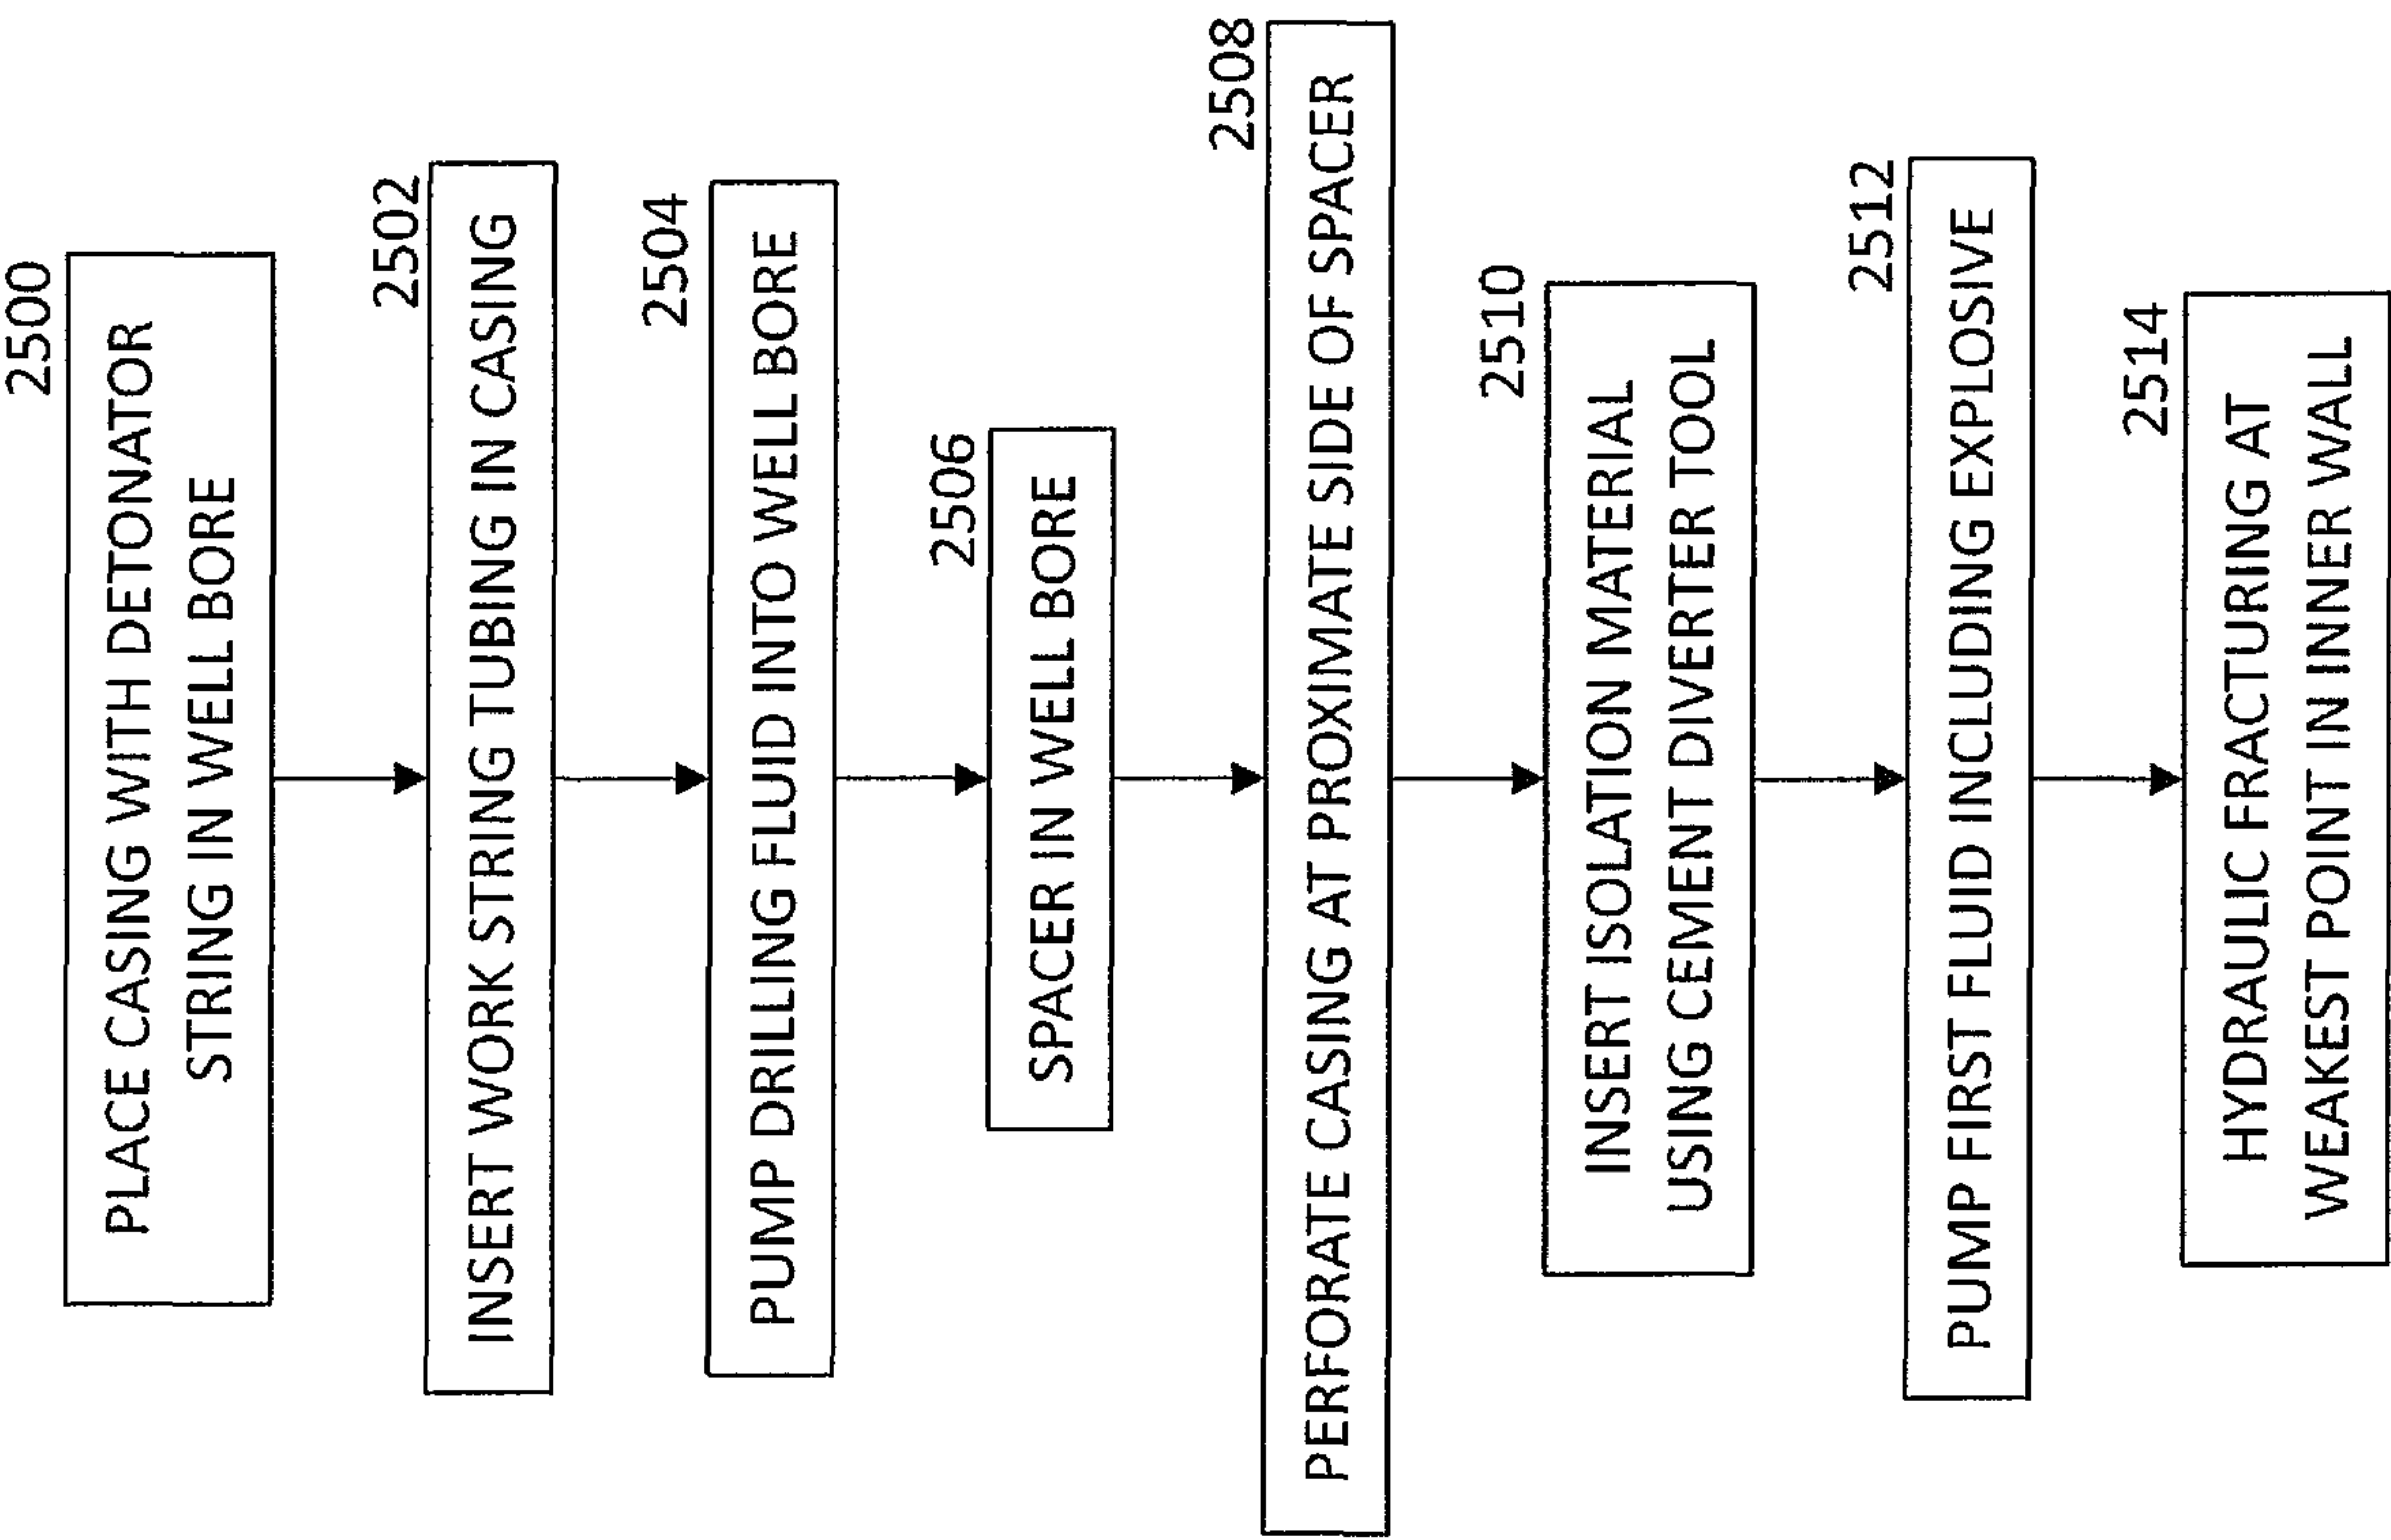 2500
PLACE CASING WITH DETONATOR
STRING IN WELL BORE
2502
INSERT WORK STRING TUBING IN CASING
2504
PUMP DRILLING FLUID INTO WELL BORE
2506
SPACER IN WELL BORE
2508
PERFORATE CASING AT PROXIMATE SIDE OF SPACER
2510
INSERT ISOLATION MATERIAL
USING CEMENT DIVERTER TOOL
2512
PUMP FIRST FLUID INCLUDING EXPLOSIVE
2514
HYDRAULIC FRACTURING AT
WEAKEST POINT IN INNER WALL